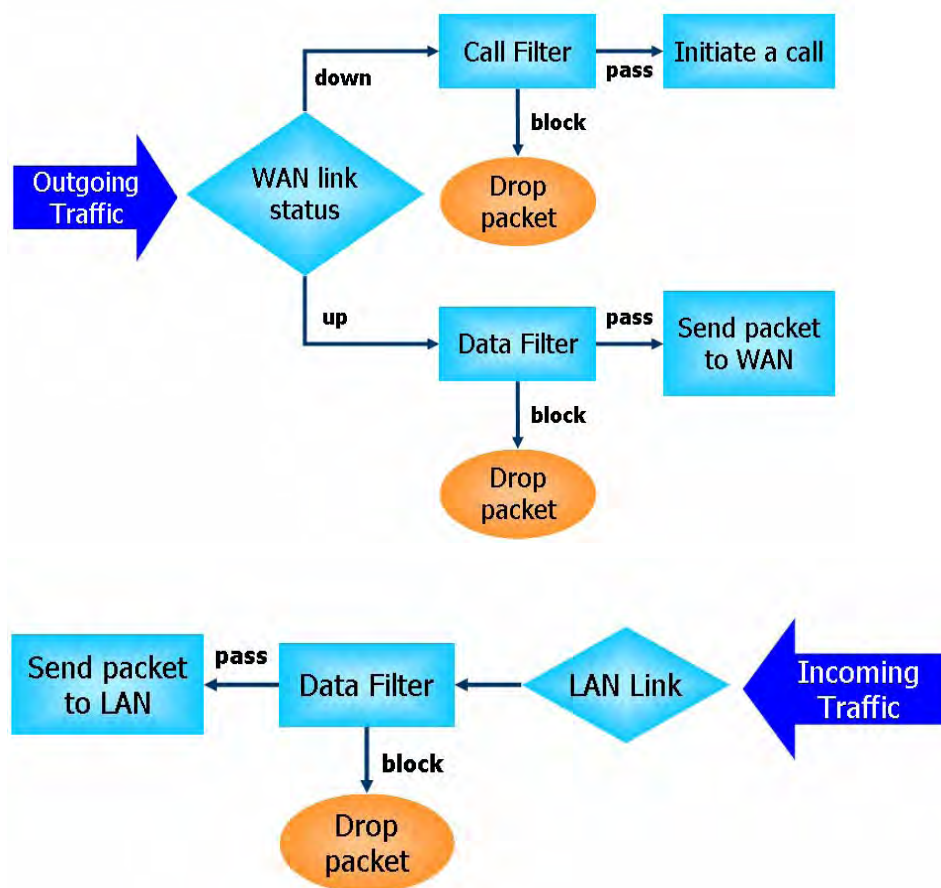 Call Filter
pass
Initiate a call
down
block
Outgoing
Traffic
WAN link
status
Drop
packet
up
Data Filter
pass
Send packet
to WAN
block
Drop
packet
Send packet
to LAN
pass
Data Filter
LAN Link
Incoming
Traffic
block
Drop
packet